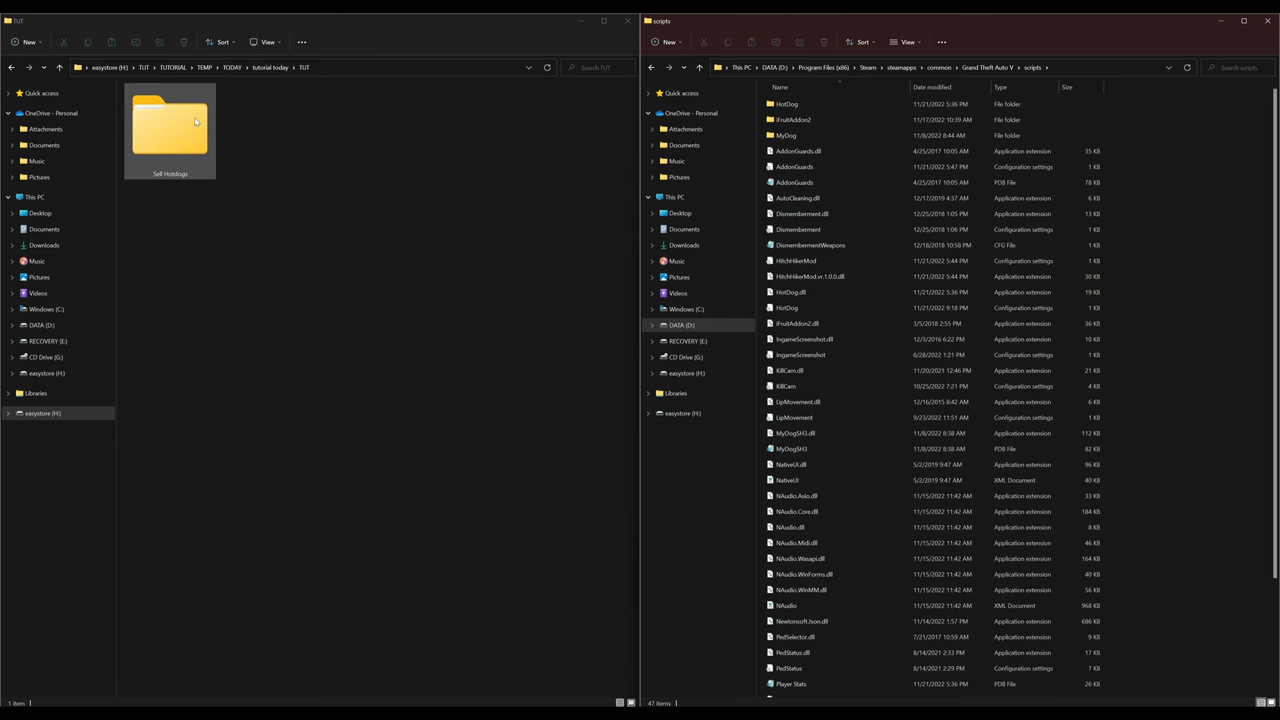 TUT
New
Sort
View
easystore (H:) > TUT > TUTORIAL > TEMP > TODAY > tutorial today > TUT
Search TUT
Quick access
OneDrive - Personal
Attachments
Documents
Music
Pictures
This PC
Desktop
Documents
Downloads
Music
Pictures
Videos
Windows (C:)
DATA (D:)
RECOVERY (E:)
CD Drive (G:)
easystore (H:)
Libraries
easystore (H:)
Sell Hotdogs
1 item
scripts
New
Sort
View
This PC > DATA (D:) > Program Files (x86) > Steam > steamapps > common > Grand Theft Auto V > scripts >
Search scripts
Quick access
OneDrive - Personal
Attachments
Documents
Music
Pictures
This PC
Desktop
Documents
Downloads
Music
Pictures
Videos
Windows (C:)
DATA (D:)
RECOVERY (E:)
CD Drive (G:)
easystore (H:)
Libraries
easystore (H:)
Name Date modified Type Size
HotDog 11/21/2022 5:36 PM File folder
iFruitAddon2 11/17/2022 10:39 AM File folder
MyDog 11/8/2022 8:44 AM File folder
AddonGuards.dll 4/25/2017 10:05 AM Application extension 35 KB
AddonGuards 11/21/2022 5:47 PM Configuration settings 1 KB
AddonGuards 4/25/2017 10:05 AM PDB File 78 KB
AutoCleaning.dll 12/17/2019 4:37 AM Application extension 6 KB
Dismemberment.dll 12/25/2018 1:05 PM Application extension 13 KB
Dismemberment 12/25/2018 1:06 PM Configuration settings 1 KB
DismembermentWeapons 12/18/2018 10:58 PM CFG File 1 KB
HitchHikerMod 11/21/2022 5:44 PM Configuration settings 1 KB
HitchHikerMod.vr.1.0.0.dll 11/21/2022 5:44 PM Application extension 30 KB
HotDog.dll 11/21/2022 5:36 PM Application extension 19 KB
HotDog 11/21/2022 9:18 PM Configuration settings 1 KB
iFruitAddon2.dll 3/5/2018 2:55 PM Application extension 36 KB
IngameScreenshot.dll 12/3/2016 6:22 PM Application extension 10 KB
IngameScreenshot 6/28/2022 1:21 PM Configuration settings 1 KB
KillCam.dll 11/20/2021 12:46 PM Application extension 21 KB
KillCam 10/25/2022 7:21 PM Configuration settings 4 KB
LipMovement.dll 12/16/2015 8:42 AM Application extension 6 KB
LipMovement 9/23/2022 11:51 AM Configuration settings 1 KB
MyDogSH3.dll 11/8/2022 8:38 AM Application extension 112 KB
MyDogSH3 11/8/2022 8:38 AM PDB File 82 KB
NativeUI.dll 5/2/2019 9:47 AM Application extension 96 KB
NativeUI 5/2/2019 9:47 AM XML Document 40 KB
NAudio.Asio.dll 11/15/2022 11:42 AM Application extension 33 KB
NAudio.Core.dll 11/15/2022 11:42 AM Application extension 184 KB
NAudio.dll 11/15/2022 11:42 AM Application extension 8 KB
NAudio.Midi.dll 11/15/2022 11:42 AM Application extension 46 KB
NAudio.Wasapi.dll 11/15/2022 11:42 AM Application extension 164 KB
NAudio.WinForms.dll 11/15/2022 11:42 AM Application extension 40 KB
NAudio.WinMM.dll 11/15/2022 11:42 AM Application extension 56 KB
NAudio 11/15/2022 11:42 AM XML Document 968 KB
Newtonsoft.Json.dll 11/14/2022 1:57 PM Application extension 686 KB
PedSelector.dll 7/21/2017 10:59 AM Application extension 9 KB
PedStatus.dll 8/14/2021 2:33 PM Application extension 17 KB
PedStatus 8/14/2021 2:29 PM Configuration settings 7 KB
Player Stats 11/21/2022 5:36 PM PDB File 26 KB
47 items